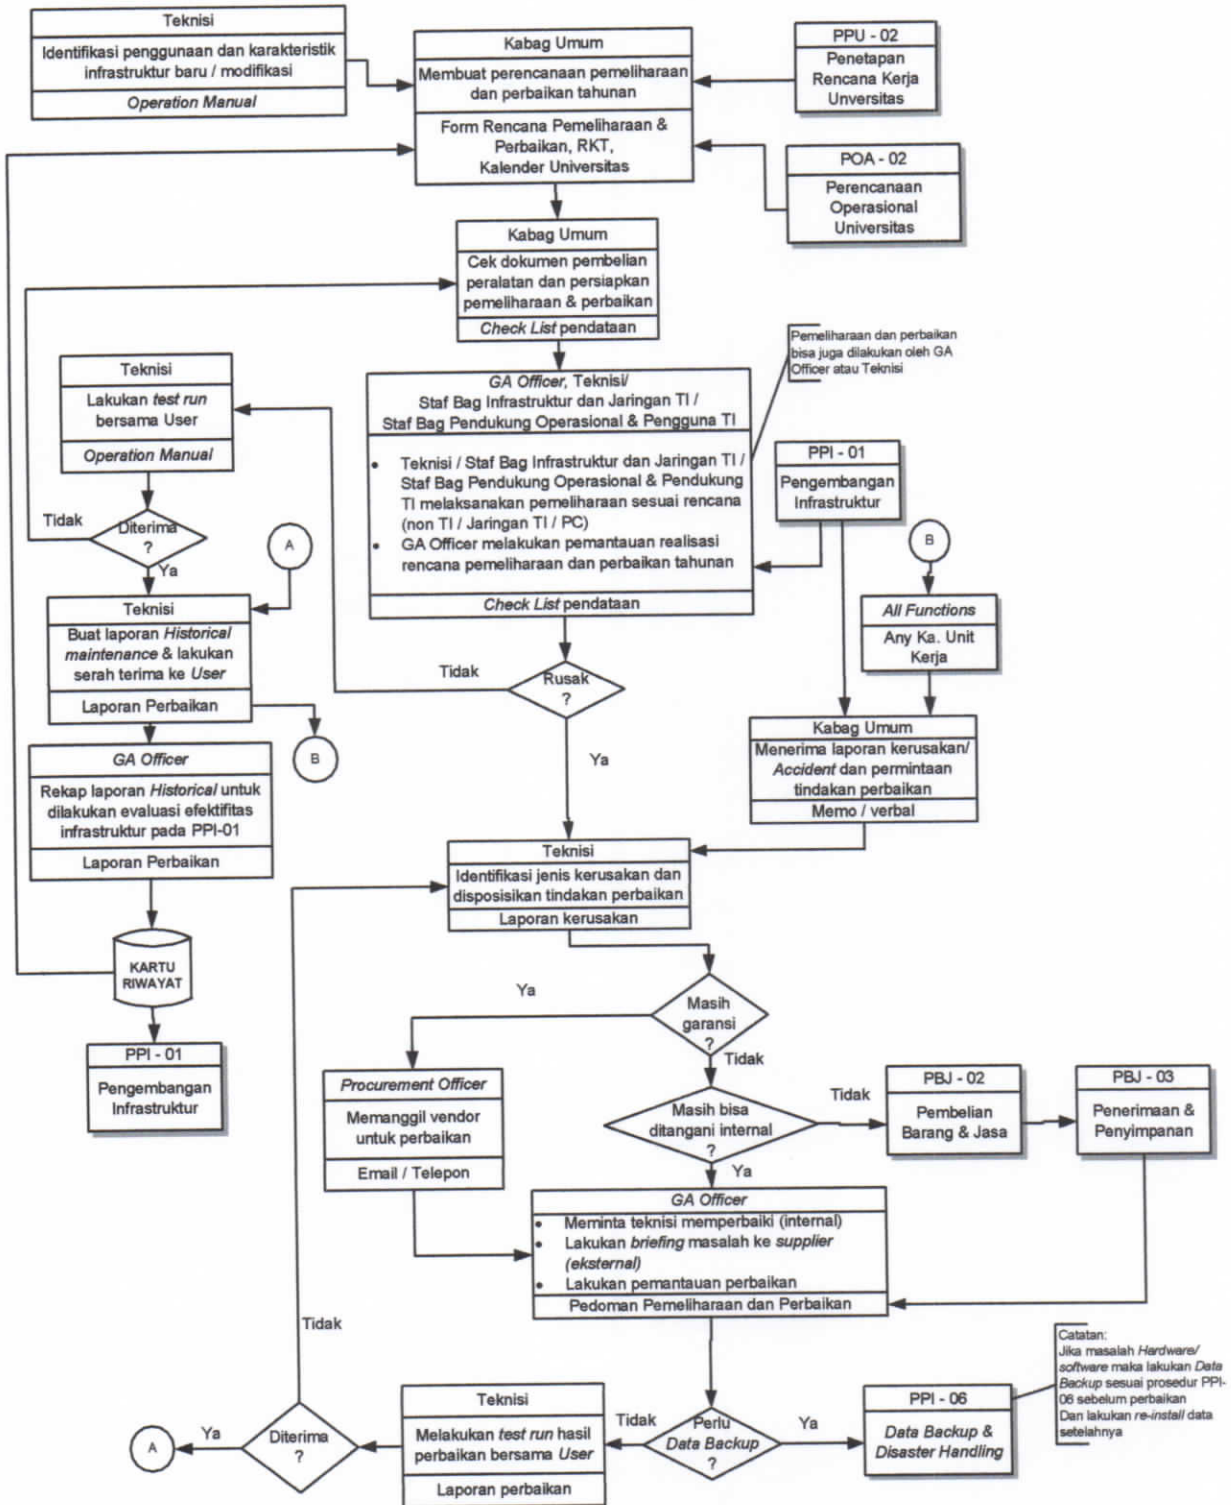 Teknisi
Identifikasi penggunaan dan karakteristik
infrastruktur baru / modifikasi
Operation Manual
Kabag Umum
Membuat perencanaan pemeliharaan
dan perbaikan tahunan
Form Rencana Pemeliharaan &
Perbaikan, RKT,
Kalender Universitas
PPU - 02
Penetapan
Rencana Kerja
Unversitas
POA - 02
Perencanaan
Operasional
Universitas
Kabag Umum
Cek dokumen pembelian
peralatan dan persiapkan
pemeliharaan & perbaikan
Check List pendataan
Pemeliharaan dan perbaikan
bisa juga dilakukan oleh GA
Officer atau Teknisi
Teknisi
Lakukan test run
bersama User
Operation Manual
GA Officer, Teknisi/
Staf Bag Infrastruktur dan Jaringan TI /
Staf Bag Pendukung Operasional & Pengguna TI
• Teknisi / Staf Bag Infrastruktur dan Jaringan TI /
Staf Bag Pendukung Operasional & Pendukung
TI melaksanakan pemeliharaan sesuai rencana
(non TI / Jaringan TI / PC)
• GA Officer melakukan pemantauan realisasi
rencana pemeliharaan dan perbaikan tahunan
Check List pendataan
PPI - 01
Pengembangan
Infrastruktur
Tidak
Diterima
?
Ya
A
B
All Functions
Any Ka. Unit
Kerja
Teknisi
Buat laporan Historical
maintenance & lakukan
serah terima ke User
Laporan Perbaikan
Tidak
Rusak
?
Ya
B
Kabag Umum
Menerima laporan kerusakan/
Accident dan permintaan
tindakan perbaikan
Memo / verbal
GA Officer
Rekap laporan Historical untuk
dilakukan evaluasi efektifitas
infrastruktur pada PPI-01
Laporan Perbaikan
Teknisi
Identifikasi jenis kerusakan dan
disposisikan tindakan perbaikan
Laporan kerusakan
KARTU
RIWAYAT
PPI - 01
Pengembangan
Infrastruktur
Ya
Masih
garansi
?
Tidak
Procurement Officer
Memanggil vendor
untuk perbaikan
Email / Telepon
Masih bisa
ditangani internal
?
Tidak
Ya
PBJ - 02
Pembelian
Barang & Jasa
PBJ - 03
Penerimaan &
Penyimpanan
GA Officer
• Meminta teknisi memperbaiki (internal)
• Lakukan briefing masalah ke supplier
(eksternal)
• Lakukan pemantauan perbaikan
Pedoman Pemeliharaan dan Perbaikan
Tidak
Catatan:
Jika masalah Hardware/
software maka lakukan Data
Backup sesuai prosedur PPI-
06 sebelum perbaikan
Dan lakukan re-install data
setelahnya
A
Ya
Diterima
?
Teknisi
Melakukan test run hasil
perbaikan bersama User
Laporan perbaikan
Tidak
Perlu
Data Backup
?
Ya
PPI - 06
Data Backup &
Disaster Handling